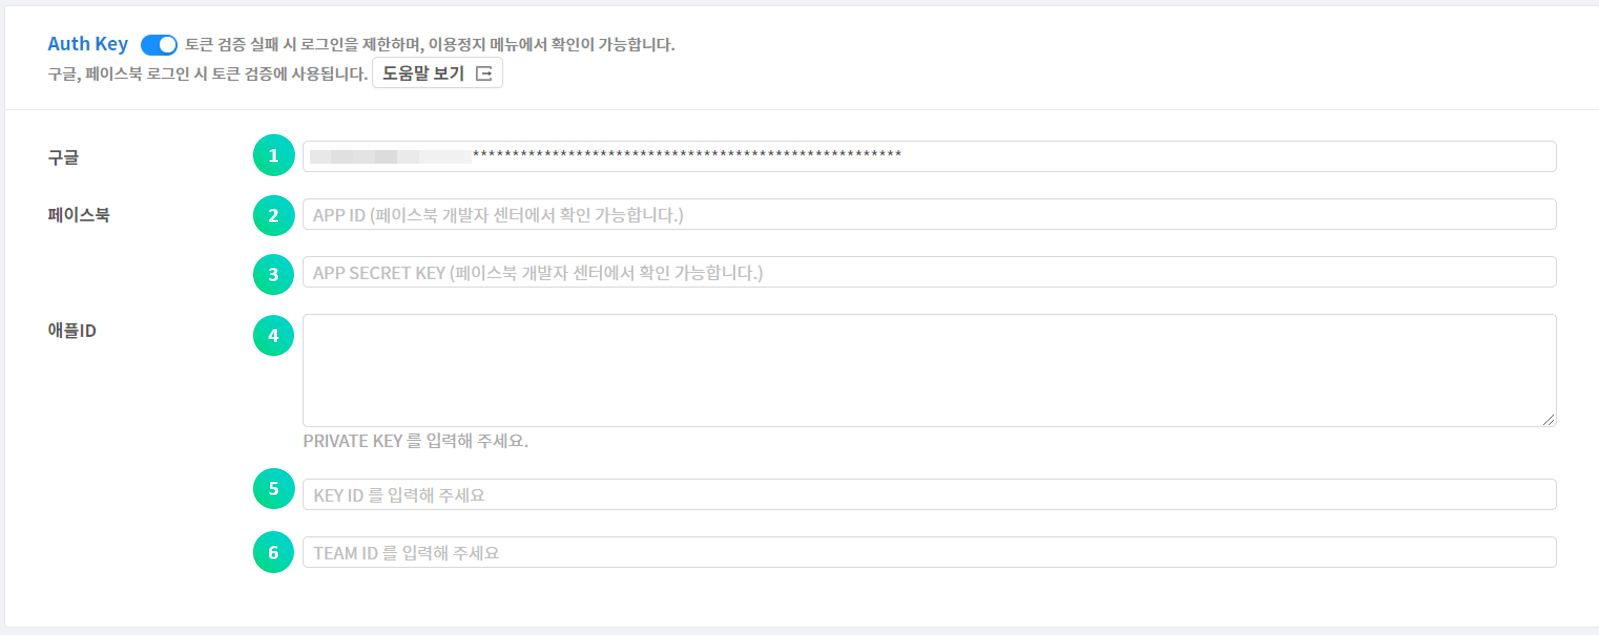 Auth Key 토큰 검증 실패 시 로그인을 제한하며, 이용정지 메뉴에서 확인이 가능합니다.
구글, 페이스북 로그인 시 토큰 검증에 사용됩니다. 도움말 보기
구글 1 ******************************************************
페이스북 2 APP ID (페이스북 개발자 센터에서 확인 가능합니다.)
3 APP SECRET KEY (페이스북 개발자 센터에서 확인 가능합니다.)
애플ID 4
PRIVATE KEY 를 입력해 주세요.
5 KEY ID 를 입력해 주세요
6 TEAM ID 를 입력해 주세요